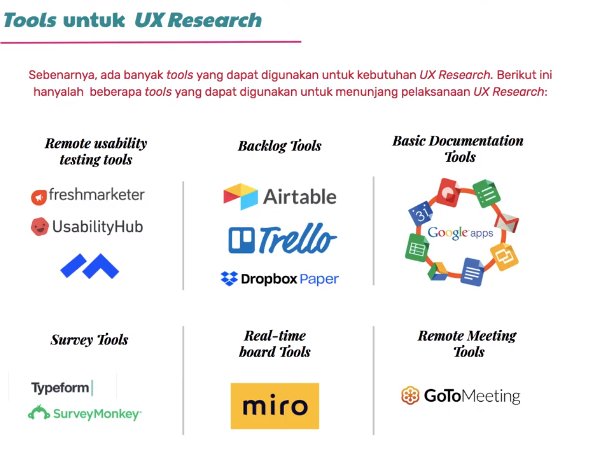 Tools untuk UX Research
Sebenarnya, ada banyak tools yang dapat digunakan untuk kebutuhan UX Research. Berikut ini
hanyalah beberapa tools yang dapat digunakan untuk menunjang pelaksanaan UX Research:
Remote usability
testing tools
freshmarketer
UsabilityHub
Backlog Tools
Airtable
Trello
Dropbox Paper
Basic Documentation
Tools
31
Google apps
Survey Tools
Typeform
SurveyMonkey
Real-time
board Tools
miro
Remote Meeting
Tools
GoToMeeting